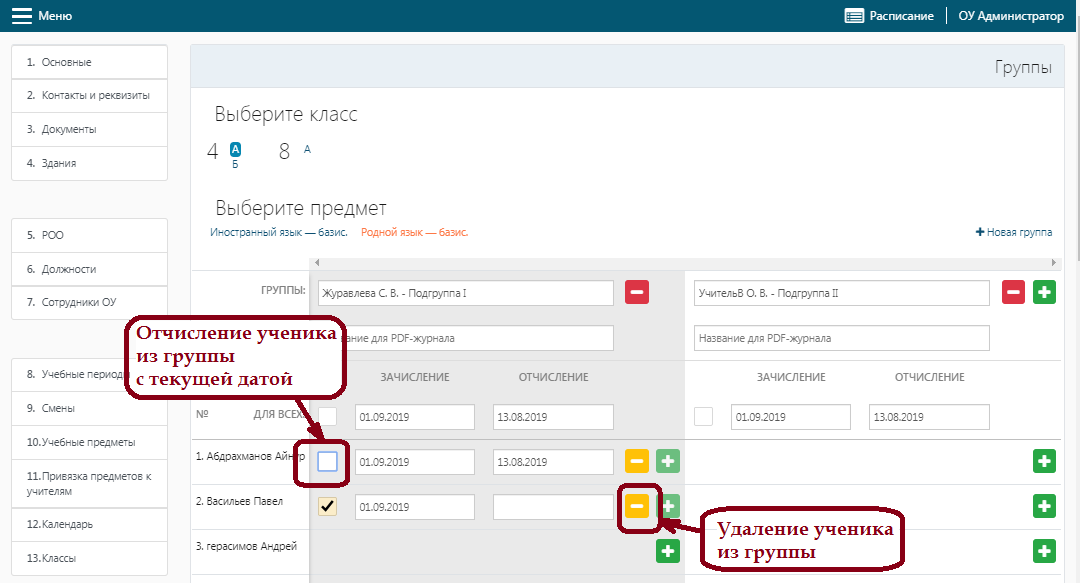 Меню
Расписание
ОУ Администратор
1. Основные
2. Контакты и реквизиты
3. Документы
4. Здания
5. РОО
6. Должности
7. Сотрудники ОУ
8. Учебные периоды
9. Смены
10.Учебные предметы
11.Привязка предметов к
учителям
12.Календарь
13.Классы
Группы
Выберите класс
4 А 8 А
Б
Выберите предмет
Иностранный язык — базис. Родной язык — базис.
+ Новая группа
ГРУППЫ: Журавлева С. В. - Подгруппа I УчительВ О. В. - Подгруппа II
для PDF-журнала Название для PDF-журнала
ЗАЧИСЛЕНИЕ ОТЧИСЛЕНИЕ ЗАЧИСЛЕНИЕ ОТЧИСЛЕНИЕ
№ ДЛЯ ВСЕХ: 01.09.2019 13.08.2019 01.09.2019 13.08.2019
1. Абдрахманов Айнур 01.09.2019 13.08.2019
2. Васильев Павел 01.09.2019
3. герасимов Андрей
Отчисление ученика
из группы
с текущей датой
Удаление ученика
из группы